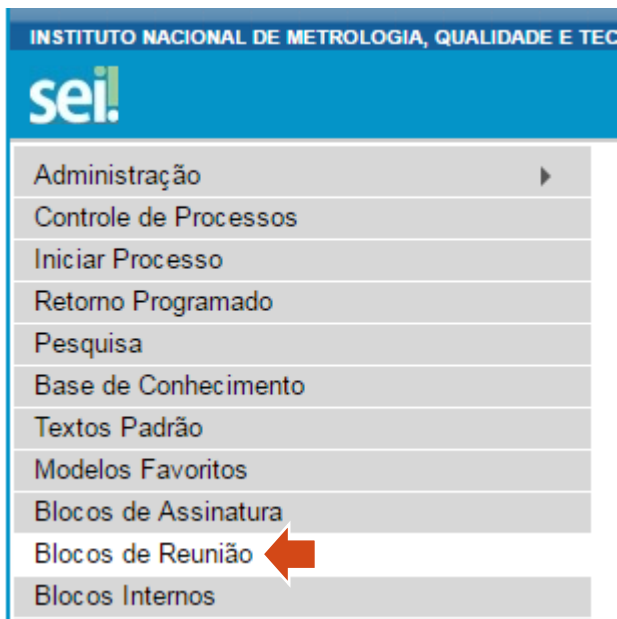 INSTITUTO NACIONAL DE METROLOGIA, QUALIDADE E TEC
sei!
Administração
Controle de Processos
Iniciar Processo
Retorno Programado
Pesquisa
Base de Conhecimento
Textos Padrão
Modelos Favoritos
Blocos de Assinatura
Blocos de Reunião
Blocos Internos